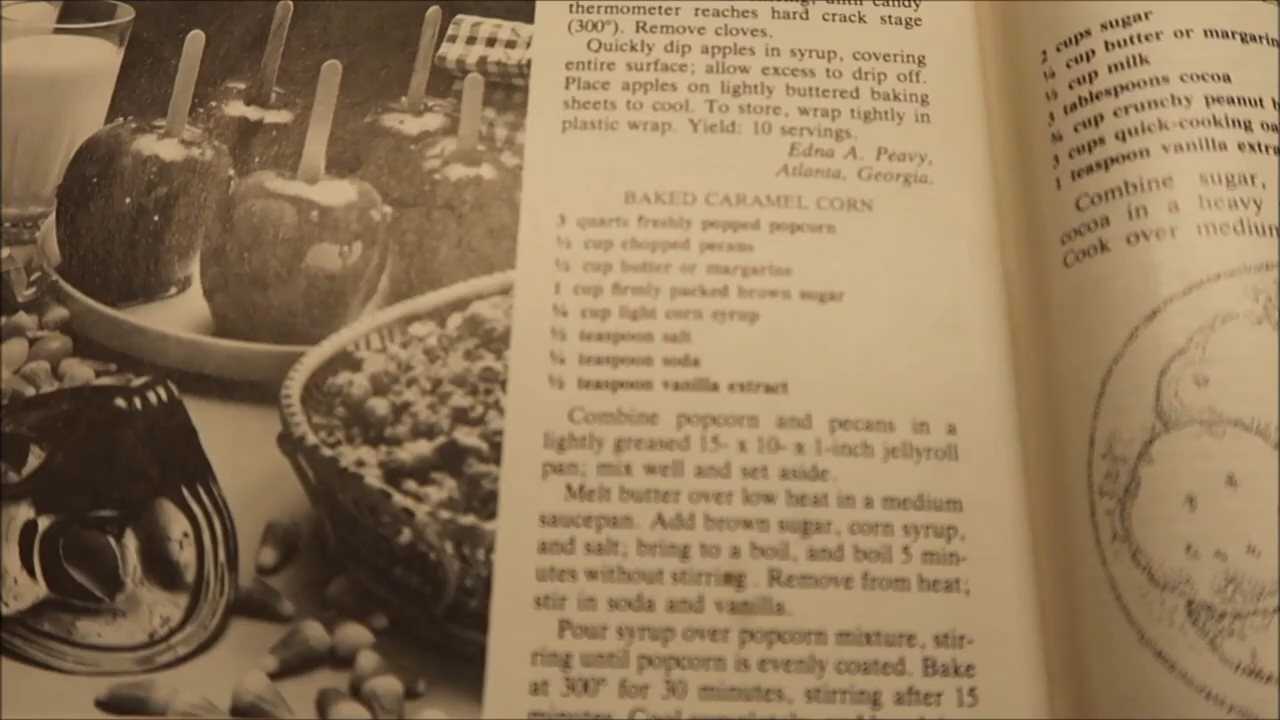 thermometer reaches hard crack stage
(300°). Remove cloves.
Quickly dip apples in syrup, covering
entire surface; allow excess to drip off.
Place apples on lightly buttered baking
sheets to cool. To store, wrap tightly in
plastic wrap. Yield: 10 servings.
Edna A. Peavy,
Atlanta, Georgia.
BAKED CARAMEL CORN
3 quarts freshly popped popcorn
cup chopped pecans
½ cup butter or margarine
1 cup firmly packed brown sugar
¼ cup light corn syrup
½ teaspoon salt
¼ teaspoon soda
½ teaspoon vanilla extract
Combine popcorn and pecans in a
lightly greased 15- x 10- x 1-inch jellyroll
pan; mix well and set aside.
Melt butter over low heat in a medium
saucepan. Add brown sugar, corn syrup,
and salt; bring to a boil, and boil 5 min-
utes without stirring. Remove from heat;
stir in soda and vanilla.
Pour syrup over popcorn mixture, stir-
ring until popcorn is evenly coated. Bake
at 300° for 30 minutes, stirring after 15
2 cups sugar
cup butter or margarin
½ cup milk
3 tablespoons cocoa
cup crunchy peanut
3 cups quick-cooking
1 teaspoon vanilla extra
Combine sugar,
cocoa in a heavy
Cook over medium